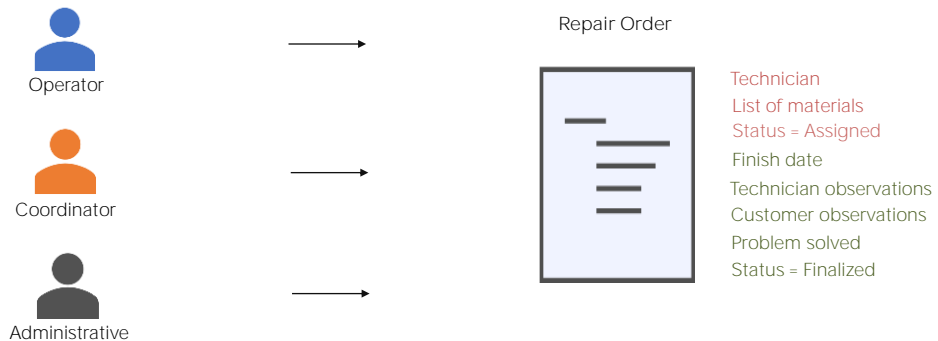 Repair Order
Operator
Coordinator
Administrative
Technician
List of materials
Status = Assigned
Finish date
Technician observations
Customer observations
Problem solved
Status = Finalized